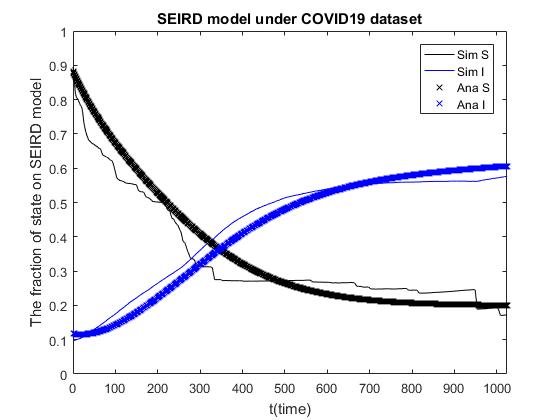 SEIRD model under COVID19 dataset
The fraction of state on SEIRD model
1
0.9
0.8
0.7
0.6
0.5
0.4
0.3
0.2
0.1
0
Sim S
Sim I
Ana S
Ana I
0 100 200 300 400 500 600 700 800 900 1000
t(time)